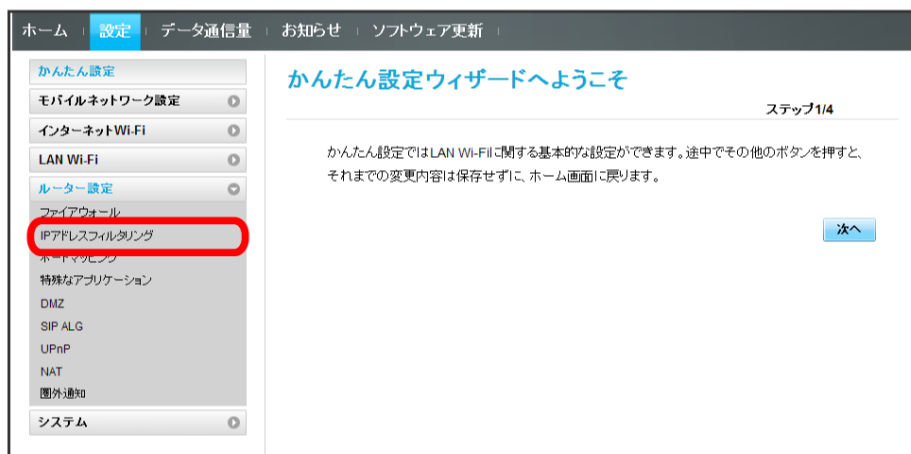 ホーム 設定 データ通信量 お知らせ ソフトウェア更新
かんたん設定
モバイルネットワーク設定
インターネットWi-Fi
LAN Wi-Fi
ルーター設定
ファイアウォール
IPアドレスフィルタリング
ポートマッピング
特殊なアプリケーション
DMZ
SIP ALG
UPnP
NAT
圏外通知
システム
かんたん設定ウィザードへようこそ
ステップ1/4
かんたん設定ではLAN Wi-Fiに関する基本的な設定ができます。途中でその他のボタンを押すと、
それまでの変更内容は保存せずに、ホーム画面に戻ります。
次へ